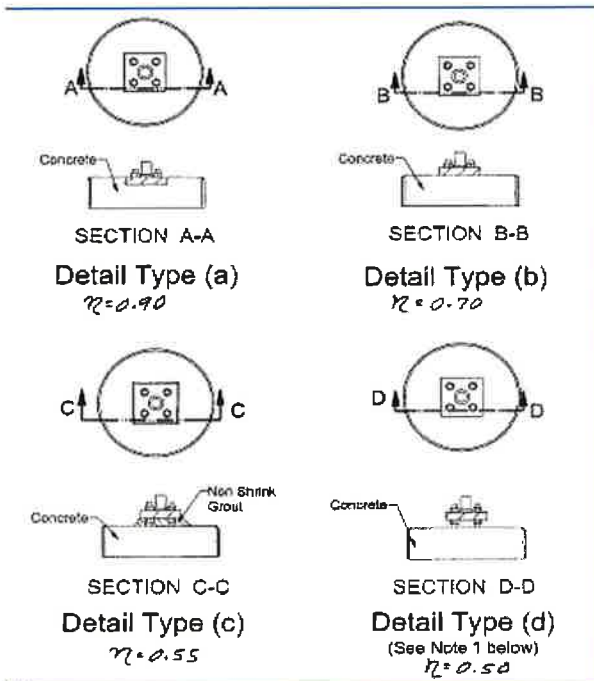 A A
Concrete
SECTION A-A
Detail Type (a)
η=0.90
B B
Concrete
SECTION B-B
Detail Type (b)
η=0.70
C C
Non Shrink
Grout
Concrete
SECTION C-C
Detail Type (c)
η=0.55
D D
Concrete
SECTION D-D
Detail Type (d)
(See Note 1 below)
η=0.50